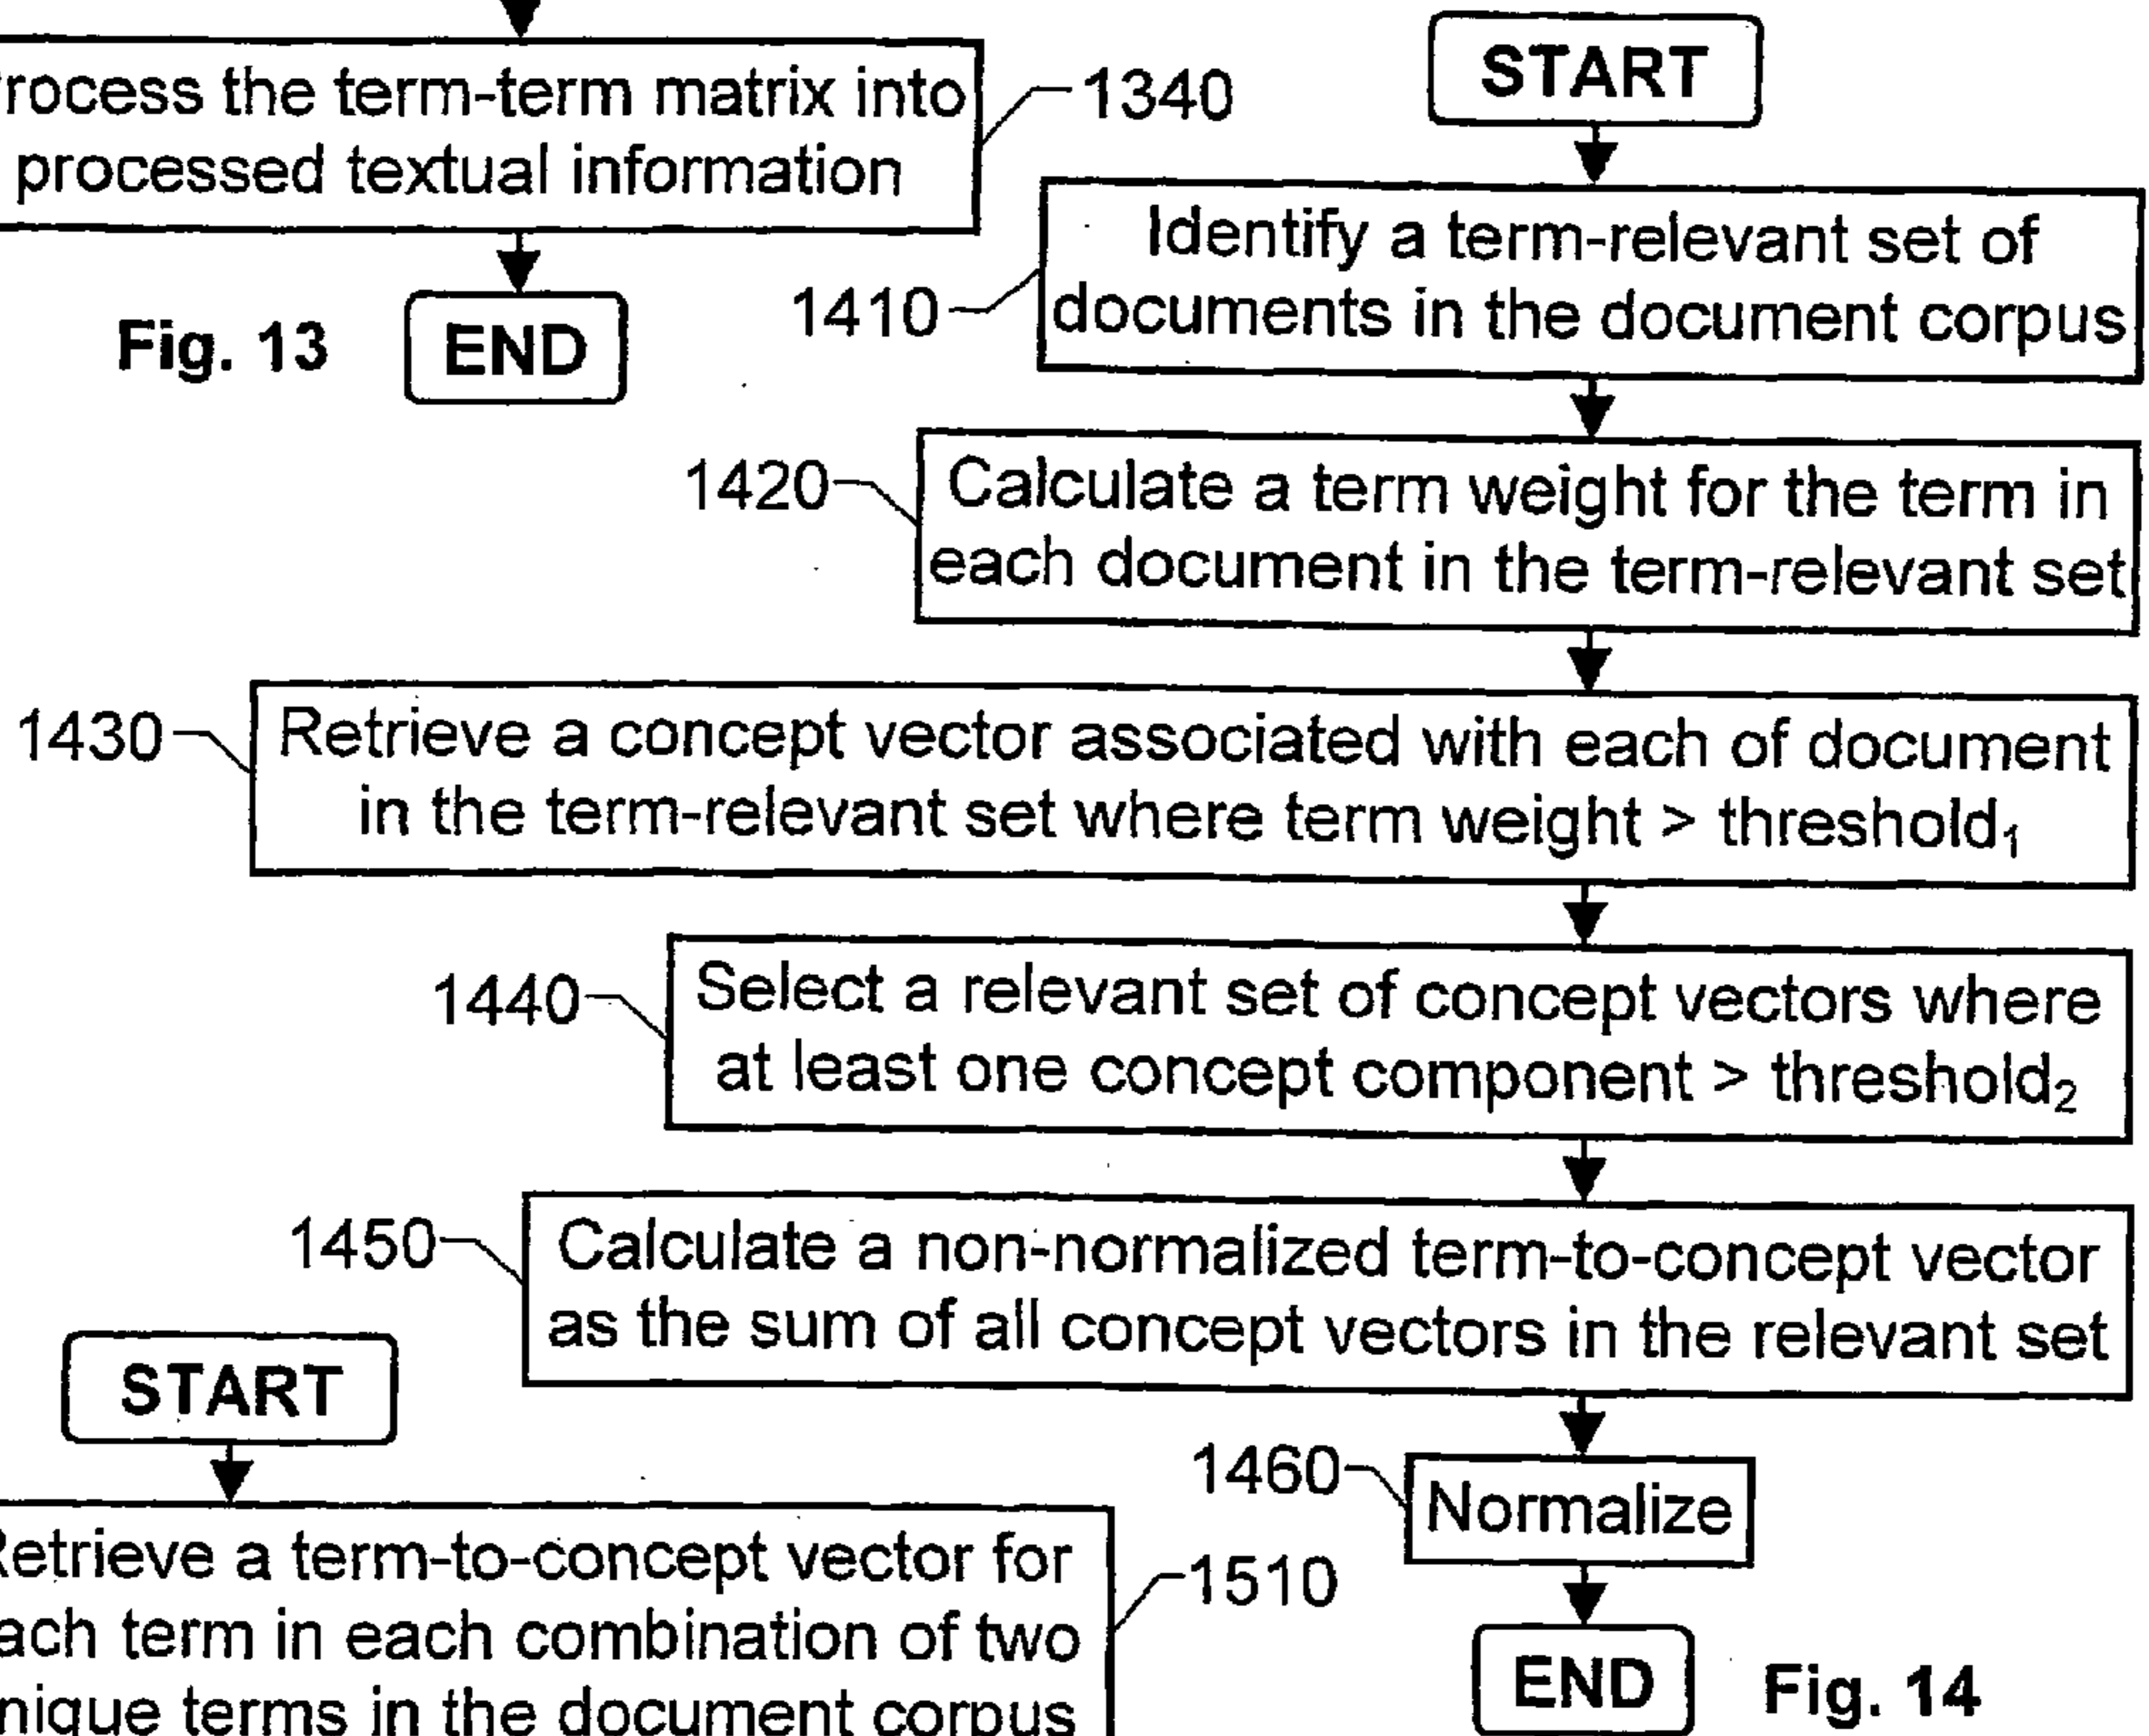 the term-term matrix into
processed textual information
1340
END
Fig. 13
START
Identify a term-relevant set of
documents in the document corpus
1410
Calculate a term weight for the term in
each document in the term-relevant set
1420
Retrieve a concept vector associated with each of document
in the term-relevant set where term weight > threshold₁
1430
Select a relevant set of concept vectors where
at least one concept component > threshold₂
1440
Calculate a non-normalized term-to-concept vector
as the sum of all concept vectors in the relevant set
1450
Normalize
1460
END
Fig. 14
START
a term-to-concept vector for
term in each combination of two
terms in the document corpus
1510